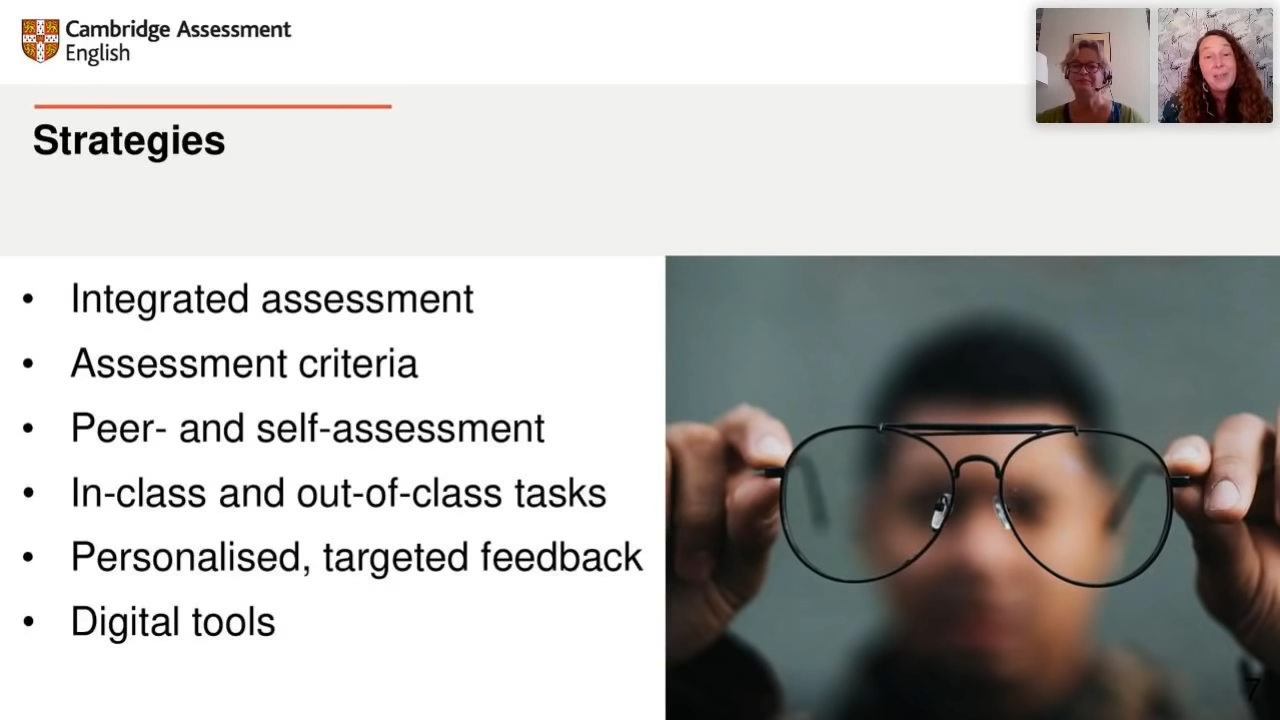 Cambridge Assessment
English
Strategies
• Integrated assessment
• Assessment criteria
• Peer- and self-assessment
• In-class and out-of-class tasks
• Personalised, targeted feedback
• Digital tools
7